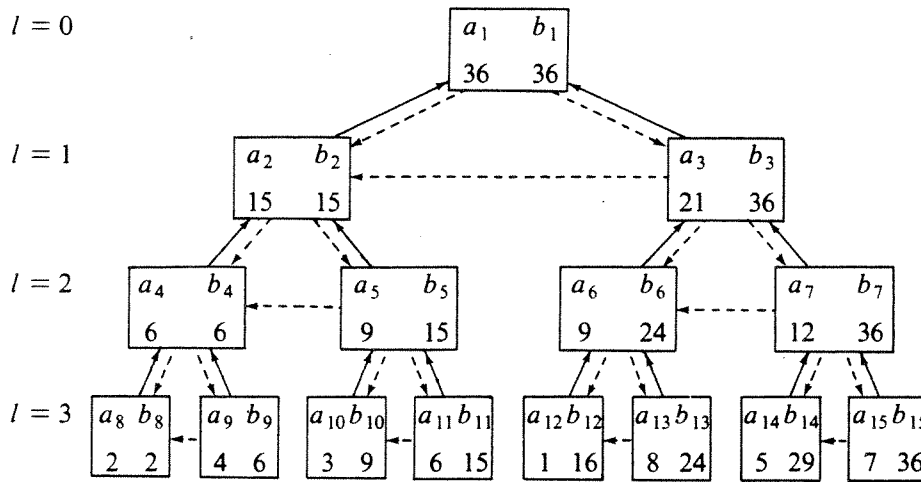 l = 0
a1 b1
36 36
l = 1
a2 b2
a3 b3
15 15
21 36
l = 2
a4 b4
a5 b5
a6 b6
a7 b7
6 6
9 15
9 24
12 36
l = 3
a8 b8
a9 b9
a10 b10
a11 b11
a12 b12
a13 b13
a14 b14
a15 b15
2 2
4 6
3 9
6 15
1 16
8 24
5 29
7 36